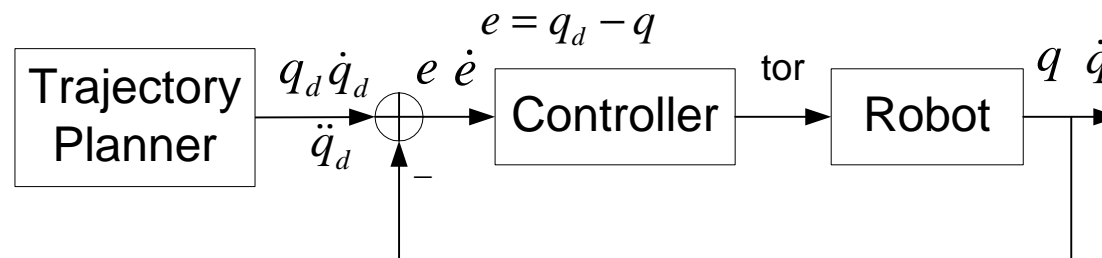 e = q_d − q
Trajectory Planner
q_d q̇_d
q̈_d
e ė
−
Controller
tor
Robot
q q̇